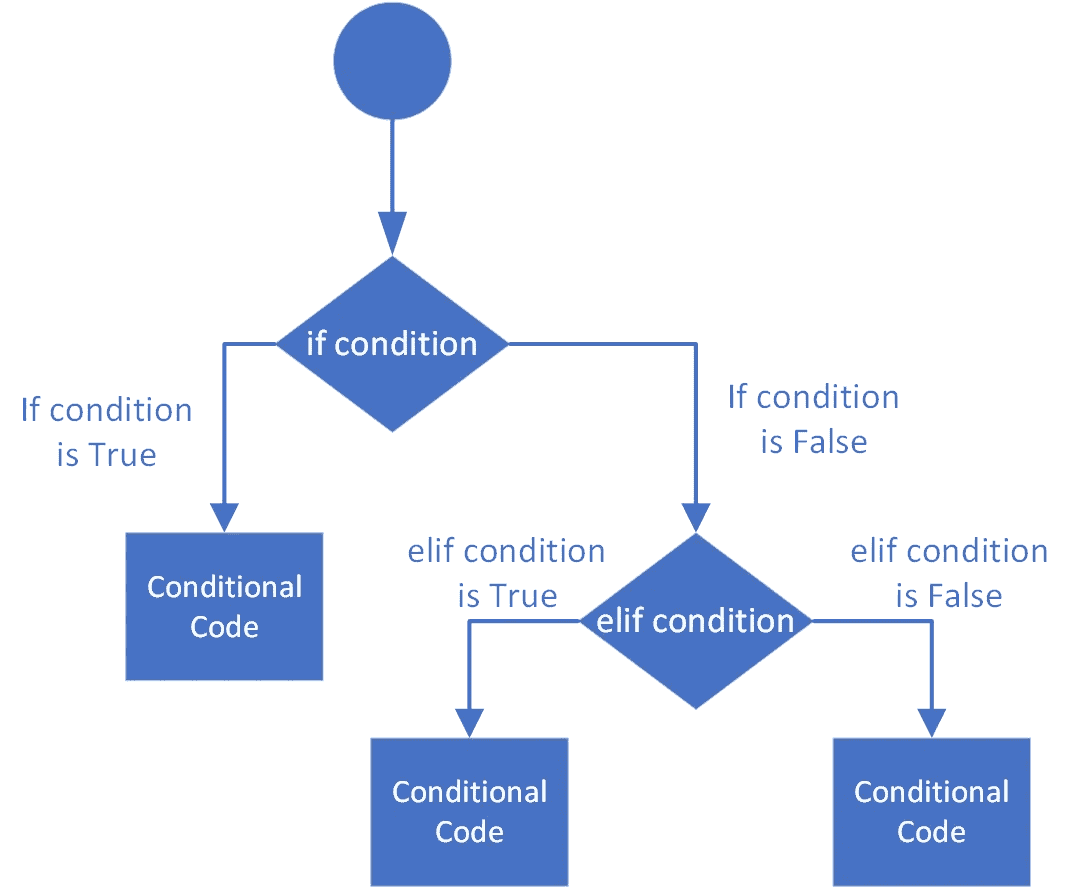 if condition
If condition
is True
If condition
is False
Conditional
Code
elif condition
is True
elif condition
elif condition
is False
Conditional
Code
Conditional
Code